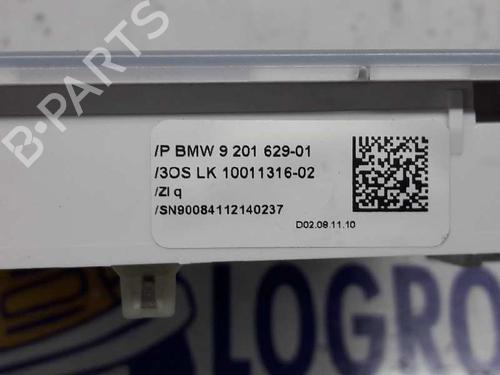 B-PARTS
/P BMW 9 201 629-01
/3OS LK 10011316-02
/ZI q
/SN90084112140237
D02.08.11.10
LOGRO